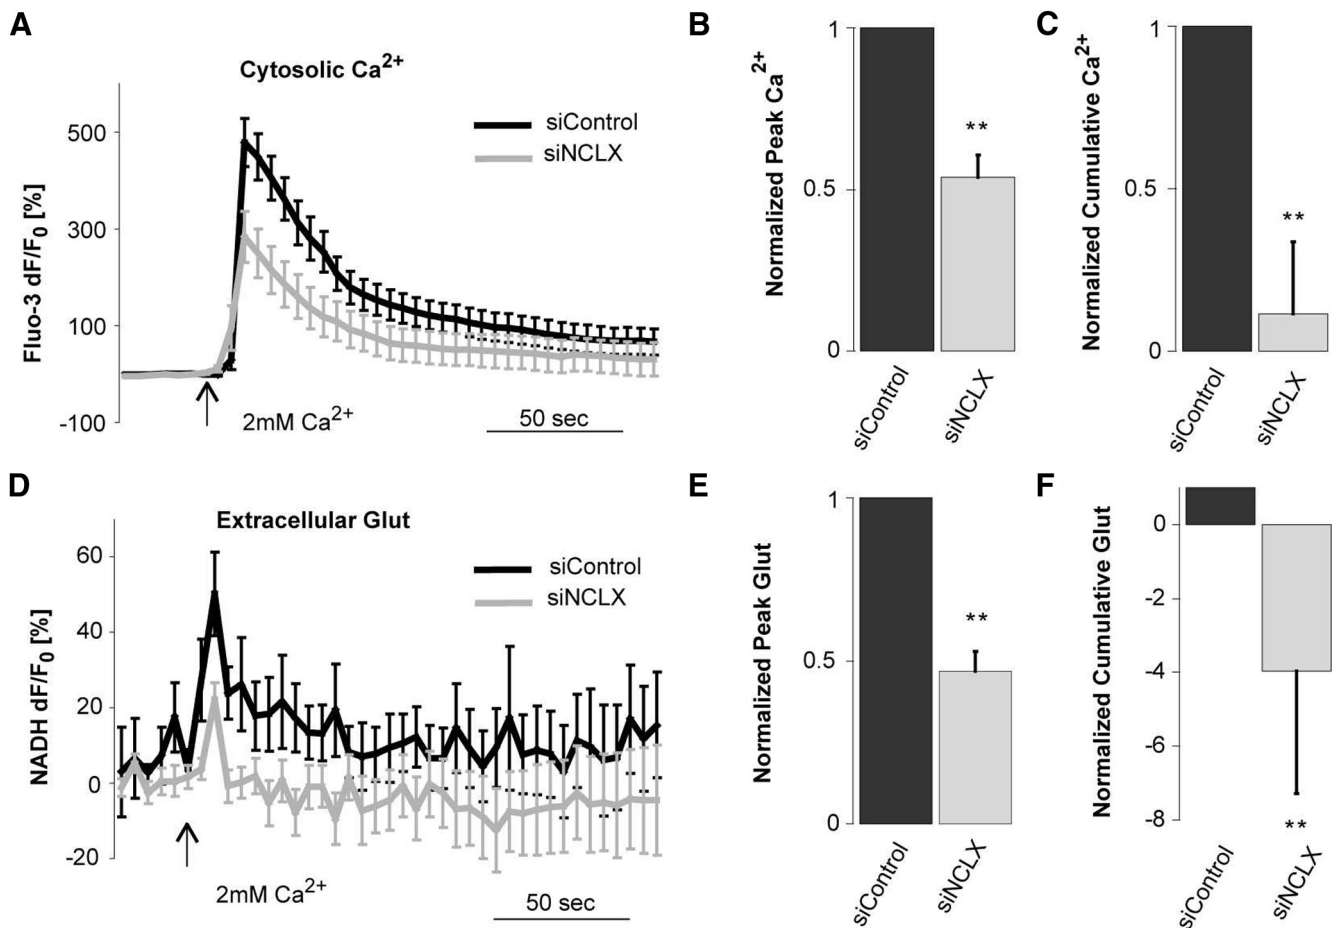 A
Cytosolic Ca2+
siControl
siNCLX
Fluo-3 dF/F0 [%]
500
300
100
-100
2mM Ca2+
50 sec
B
Normalized Peak Ca2+
1
0.5
0
**
siControl
siNCLX
C
Normalized Cumulative Ca2+
1
0.5
0
**
siControl
siNCLX
D
Extracellular Glut
siControl
siNCLX
NADH dF/F0 [%]
60
40
20
0
-20
2mM Ca2+
50 sec
E
Normalized Peak Glut
1
0.5
0
**
siControl
siNCLX
F
Normalized Cumulative Glut
0
-2
-4
-6
-8
**
siControl
siNCLX